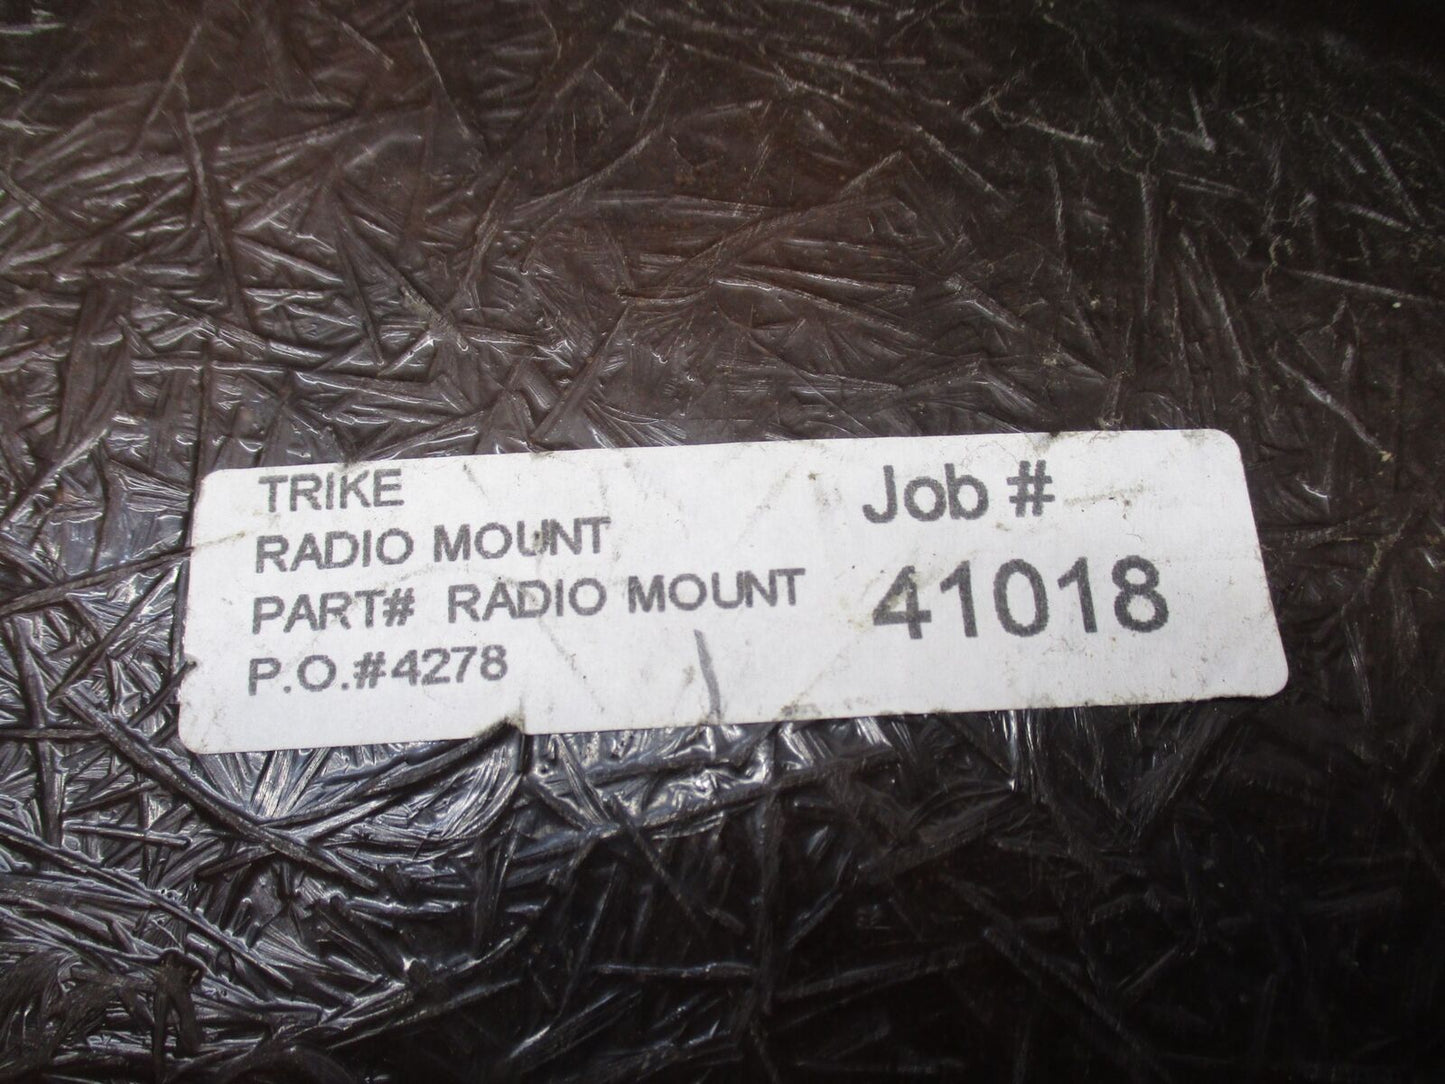 TRIKE
RADIO MOUNT
PART# RADIO MOUNT
P.O.#4278
Job #
41018